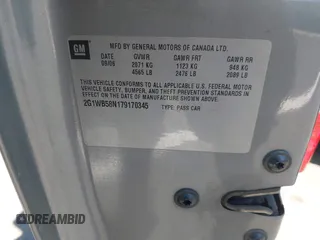 GM
MFD BY GENERAL MOTORS OF CANADA LTD.
DATE GVWR GAWR FRT GAWR RR
08/06 2071 KG 1123 KG 948 KG
4565 LB 2476 LB 2089 LB
THIS VEHICLE CONFORMS TO ALL APPLICABLE U.S. FEDERAL MOTOR
VEHICLE SAFETY, BUMPER, AND THEFT PREVENTION STANDARDS IN
EFFECT ON THE DATE OF MANUFACTURE SHOWN ABOVE.
2G1WB58N179170345 TYPE: PASS CAR
DREAMBID